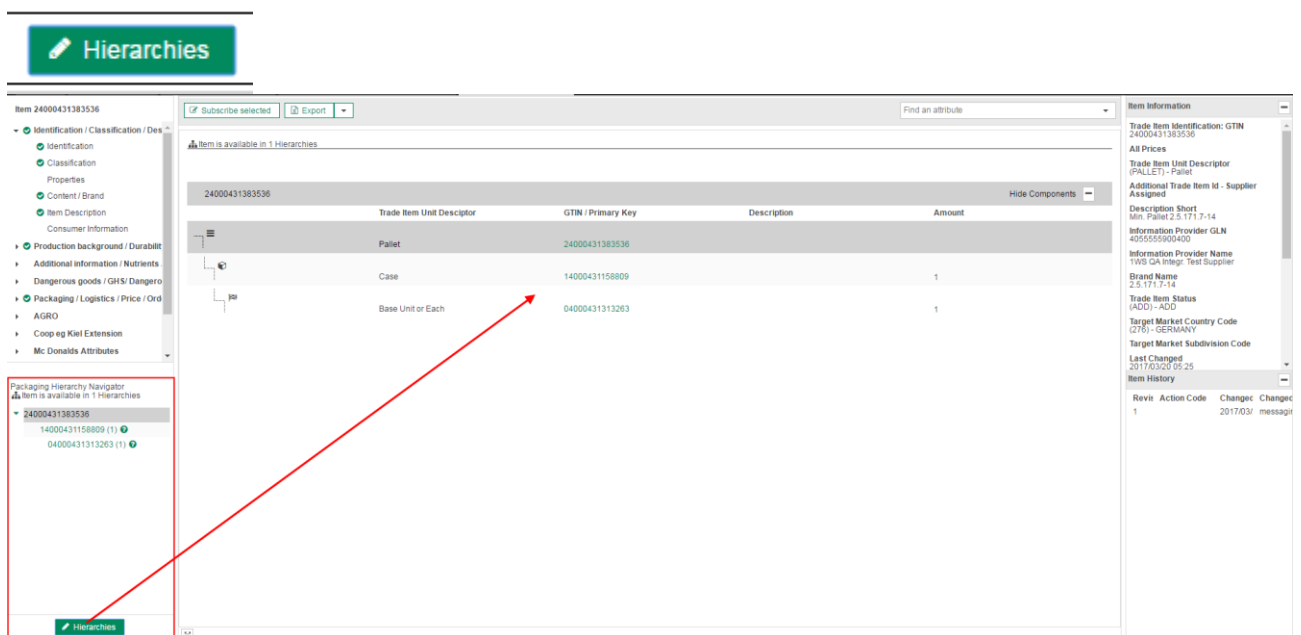 Hierarchies
Item 24000431383536
Identification / Classification / Des
Identification
Classification
Properties
Content / Brand
Item Description
Consumer Information
Production background / Durabilit
Additional information / Nutrients
Dangerous goods / GHS/ Dangero
Packaging / Logistics / Price / Ord
AGRO
Coop eg Kiel Extension
Mc Donalds Attributes
Packaging Hierarchy Navigator
Item is available in 1 Hierarchies
24000431383536
14000431158809 (1)
04000431313263 (1)
Hierarchies
Subscribe selected Export Find an attribute
Item is available in 1 Hierarchies
24000431383536 Hide Components
Trade Item Unit Desciptor GTIN / Primary Key Description Amount
Pallet 24000431383536
Case 14000431158809 1
Base Unit or Each 04000431313263 1
Item Information
Trade Item Identification: GTIN
24000431383536
All Prices
Trade Item Unit Descriptor
(PALLET) - Pallet
Additional Trade Item Id - Supplier
Assigned
Description Short
Min. Pallet 2.5.171.7-14
Information Provider GLN
4055555900400
Information Provider Name
1WS QA Integr. Test Supplier
Brand Name
2.5.171.7-14
Trade Item Status
(ADD) - ADD
Target Market Country Code
(276) - GERMANY
Target Market Subdivision Code
Last Changed
2017/03/20 05:25
Item History
Revis Action Code Changec Changed
1 2017/03/ messagin